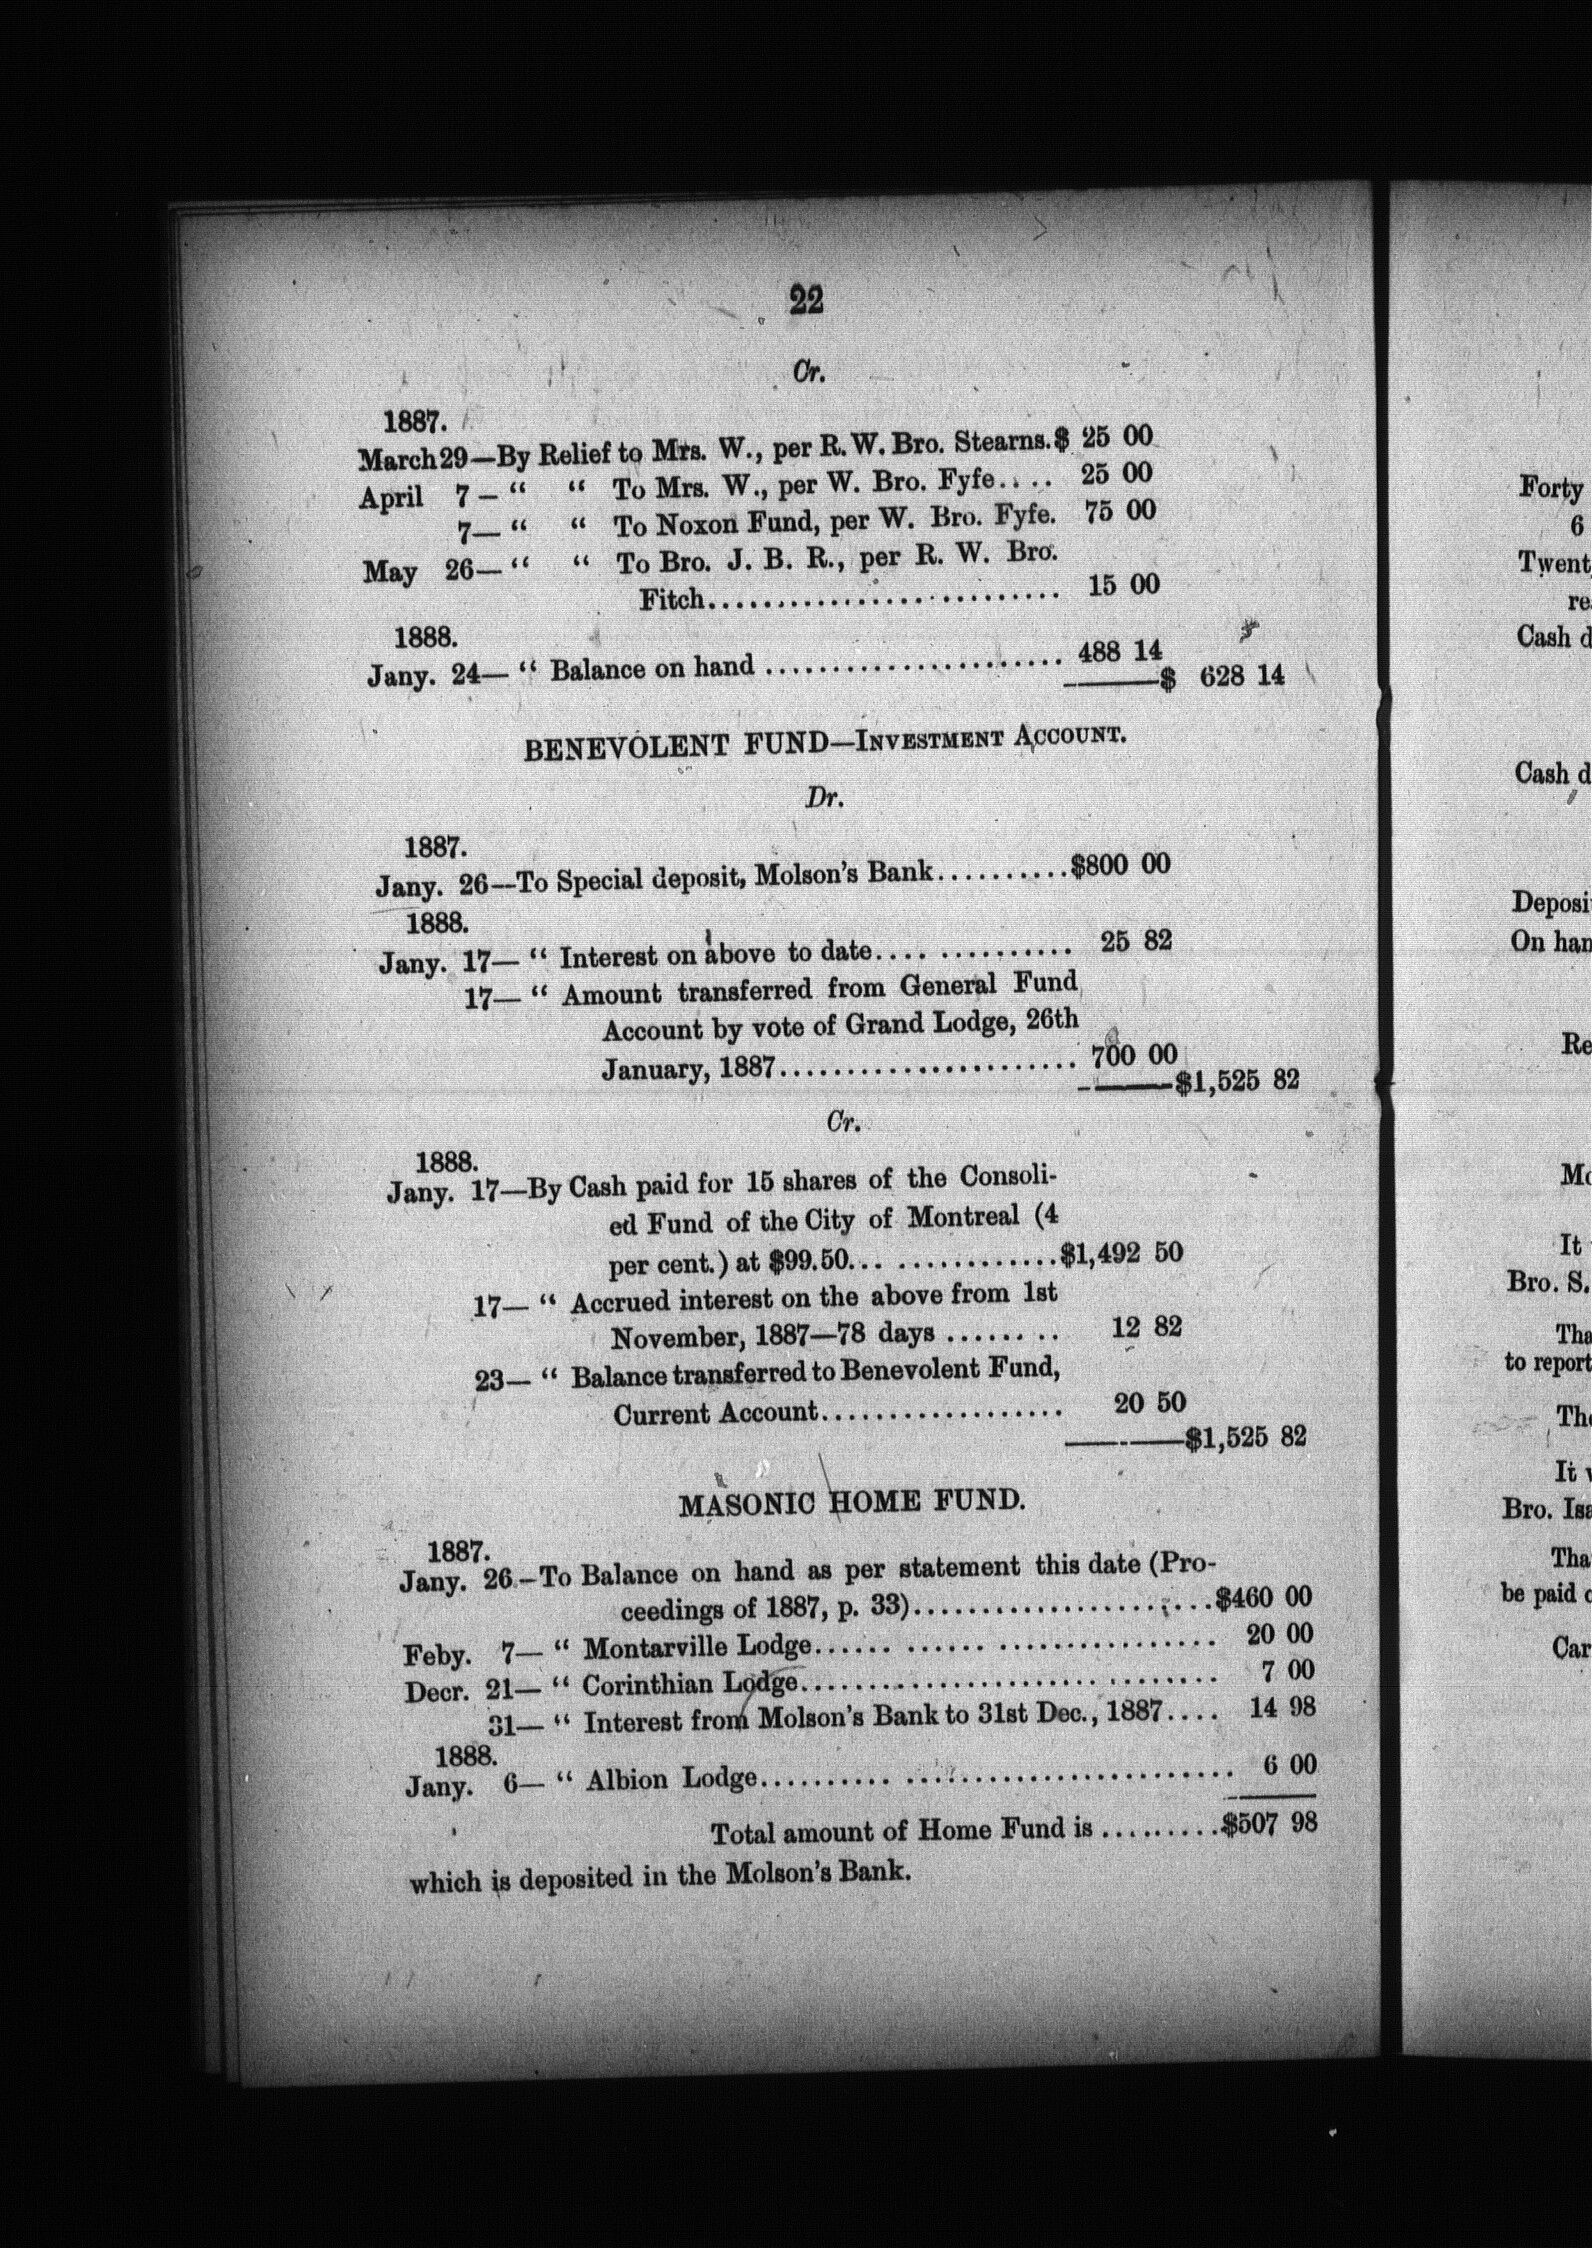 22
Cr.
1887.
March 29—By Relief to Mrs. W., per R. W. Bro. Stearns.$ 25 00
April 7 – “ “ To Mrs. W., per W. Bro. Fyfe.... 25 00
7— “ “ To Noxon Fund, per W. Bro. Fyfe. 75 00
May 26— “ “ To Bro. J. B. R., per R. W. Bro.
Fitch.......................... 15 00
1888.
Jany. 24— “ Balance on hand ...................... 488 14
————$ 628 14
BENEVOLENT FUND—INVESTMENT ACCOUNT.
Dr.
1887.
Jany. 26—To Special deposit, Molson's Bank..........$800 00
1888.
Jany. 17— “ Interest on above to date.... .......... 25 82
17— “ Amount transferred from General Fund
Account by vote of Grand Lodge, 26th
January, 1887...................... 700 00
————$1,525 82
Cr.
1888.
Jany. 17—By Cash paid for 15 shares of the Consoli-
ed Fund of the City of Montreal (4
per cent.) at $99.50... ............$1,492 50
17— “ Accrued interest on the above from 1st
November, 1887—78 days ...... .. 12 82
23— “ Balance transferred to Benevolent Fund,
Current Account.................. 20 50
————$1,525 82
MASONIC HOME FUND.
1887.
Jany. 26.–To Balance on hand as per statement this date (Pro-
ceedings of 1887, p. 33)......................$460 00
Feby. 7— “ Montarville Lodge...... ...... ................ 20 00
Decr. 21— “ Corinthian Lodge...................... ........ 7 00
31— “ Interest from Molson's Bank to 31st Dec., 1887.... 14 98
1888.
Jany. 6— “ Albion Lodge.......... ........................ 6 00
Total amount of Home Fund is .........$507 98
which is deposited in the Molson's Bank.
Forty
6
Twent
re
Cash d
Cash d
Deposi
On han
Re
Mo
It
Bro. S.
Tha
to report
The
It
Bro. Isa
Tha
be paid
Car